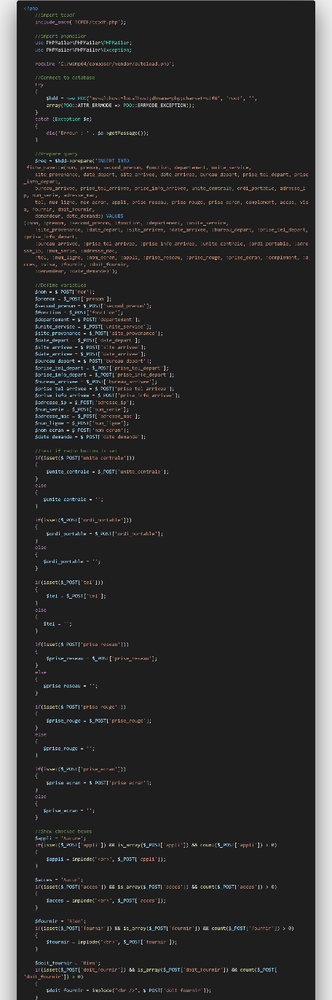 <?php
//import tcpdf
include_once('TCPDF/tcpdf.php');
//import phpmailer
use PHPMailer\PHPMailer\PHPMailer;
use PHPMailer\PHPMailer\Exception;
require 'C:/wamp64/composer/vendor/autoload.php';
//Connect to database
try
{
$bdd = new PDO('mysql:host=localhost;dbname=php;charset=utf8', 'root', '',
array(PDO::ATTR_ERRMODE => PDO::ERRMODE_EXCEPTION));
}
catch (Exception $e)
{
die('Erreur : ' . $e->getMessage());
}
//Prepare query
$req = $bdd->prepare('INSERT INTO
fiche_navette(nom, prenom, second_prenom, fonction, departement, unite_service,
site_provenance, date_depart, site_arrivee, date_arrivee, bureau_depart, prise_tel_depart, prise
_info_depart,
bureau_arrivee, prise_tel_arrivee, prise_info_arrivee, unite_centrale, ordi_portable, adresse_i
p, num_serie, adresse_mac,
tel, num_ligne, nom_ecran, appli, prise_reseau, prise_rouge, prise_ecran, complement, acces, vis
a, fournir, doit_fournir,
demandeur, date_demande) VALUES
(:nom, :prenom, :second_prenom, :fonction, :departement, :unite_service,
:site_provenance, :date_depart, :site_arrivee, :date_arrivee, :bureau_depart, :prise_tel_depart,
:prise_info_depart,
:bureau_arrivee, :prise_tel_arrivee, :prise_info_arrivee, :unite_centrale, :ordi_portable, :adre
sse_ip, :num_serie, :adresse_mac,
:tel, :num_ligne, :nom_ecran, :appli, :prise_reseau, :prise_rouge, :prise_ecran, :complement, :a
cces, :visa, :fournir, :doit_fournir,
:demandeur, :date_demande)');
//Define variables
$nom = $_POST['nom'];
$prenom = $_POST['prenom'];
$second_prenom = $_POST['second_prenom'];
$fonction = $_POST['fonction'];
$departement = $_POST['departement'];
$unite_service = $_POST['unite_service'];
$site_provenance = $_POST['site_provenance'];
$date_depart = $_POST['date_depart'];
$site_arrivee = $_POST['site_arrivee'];
$date_arrivee = $_POST['date_arrivee'];
$bureau_depart = $_POST['bureau_depart'];
$prise_tel_depart = $_POST['prise_tel_depart'];
$prise_info_depart = $_POST['prise_info_depart'];
$bureau_arrivee = $_POST['bureau_arrivee'];
$prise_tel_arrivee = $_POST['prise_tel_arrivee'];
$prise_info_arrivee = $_POST['prise_info_arrivee'];
$adresse_ip = $_POST['adresse_ip'];
$num_serie = $_POST['num_serie'];
$adresse_mac = $_POST['adresse_mac'];
$num_ligne = $_POST['num_ligne'];
$nom_ecran = $_POST['nom_ecran'];
$date_demande = $_POST['date_demande'];
//Test if radio button is set
if(isset($_POST['unite_centrale']))
{
$unite_centrale = $_POST['unite_centrale'];
}
else
{
$unite_centrale = '';
}
if(isset($_POST['ordi_portable']))
{
$ordi_portable = $_POST['ordi_portable'];
}
else
{
$ordi_portable = '';
}
if(isset($_POST['tel']))
{
$tel = $_POST['tel'];
}
else
{
$tel = '';
}
if(isset($_POST['prise_reseau']))
{
$prise_reseau = $_POST['prise_reseau'];
}
else
{
$prise_reseau = '';
}
if(isset($_POST['prise_rouge']))
{
$prise_rouge = $_POST['prise_rouge'];
}
else
{
$prise_rouge = '';
}
if(isset($_POST['prise_ecran']))
{
$prise_ecran = $_POST['prise_ecran'];
}
else
{
$prise_ecran = '';
}
//Show checked boxes
$appli = 'Aucune';
if(isset($_POST['appli']) && is_array($_POST['appli']) && count($_POST['appli']) > 0)
{
$appli = implode("<br>", $_POST['appli']);
}
$acces = 'Aucun';
if(isset($_POST['acces']) && is_array($_POST['acces']) && count($_POST['acces']) > 0)
{
$acces = implode("<br>", $_POST['acces']);
}
$fournir = 'Rien';
if(isset($_POST['fournir']) && is_array($_POST['fournir']) && count($_POST['fournir']) > 0)
{
$fournir = implode("<br>", $_POST['fournir']);
}
$doit_fournir = 'Rien';
if(isset($_POST['doit_fournir']) && is_array($_POST['doit_fournir']) && count($_POST[
'doit_fournir']) > 0)
{
$doit_fournir = implode("<br />", $_POST['doit_fournir']);
}